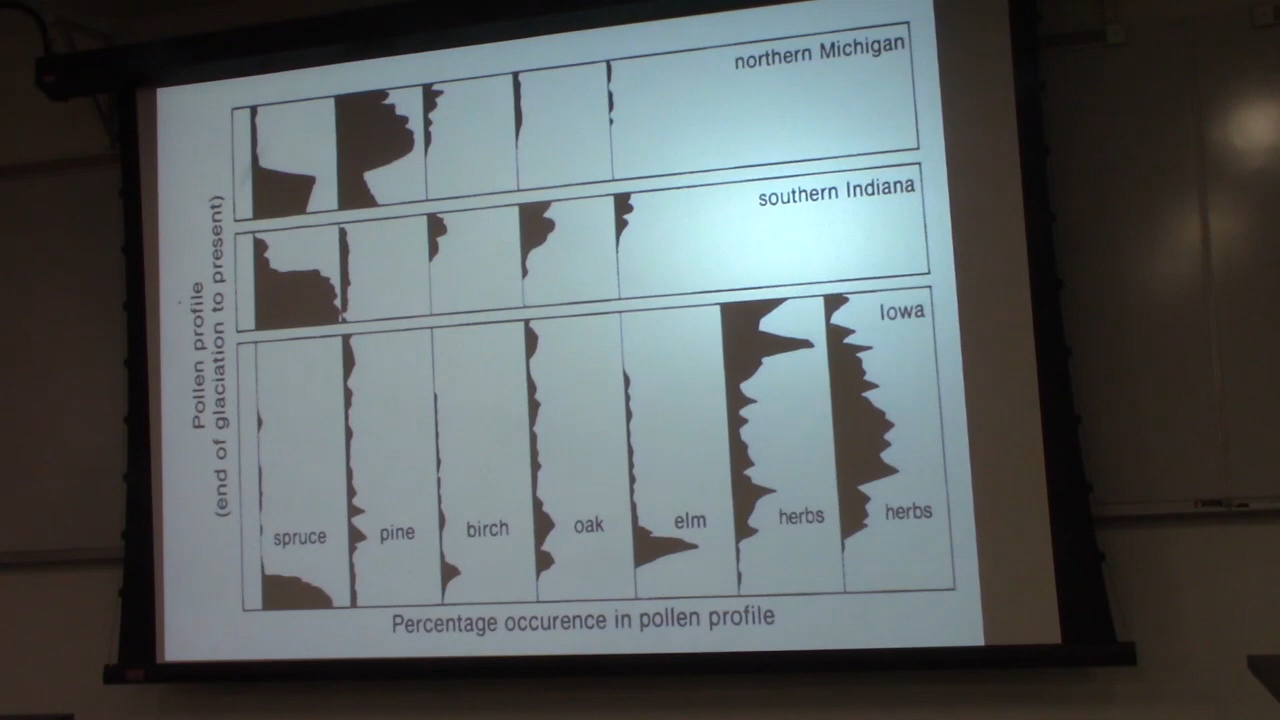 northern Michigan
southern Indiana
Iowa
Pollen profile
(end of glaciation to present)
spruce
pine
birch
oak
elm
herbs
herbs
Percentage occurence in pollen profile